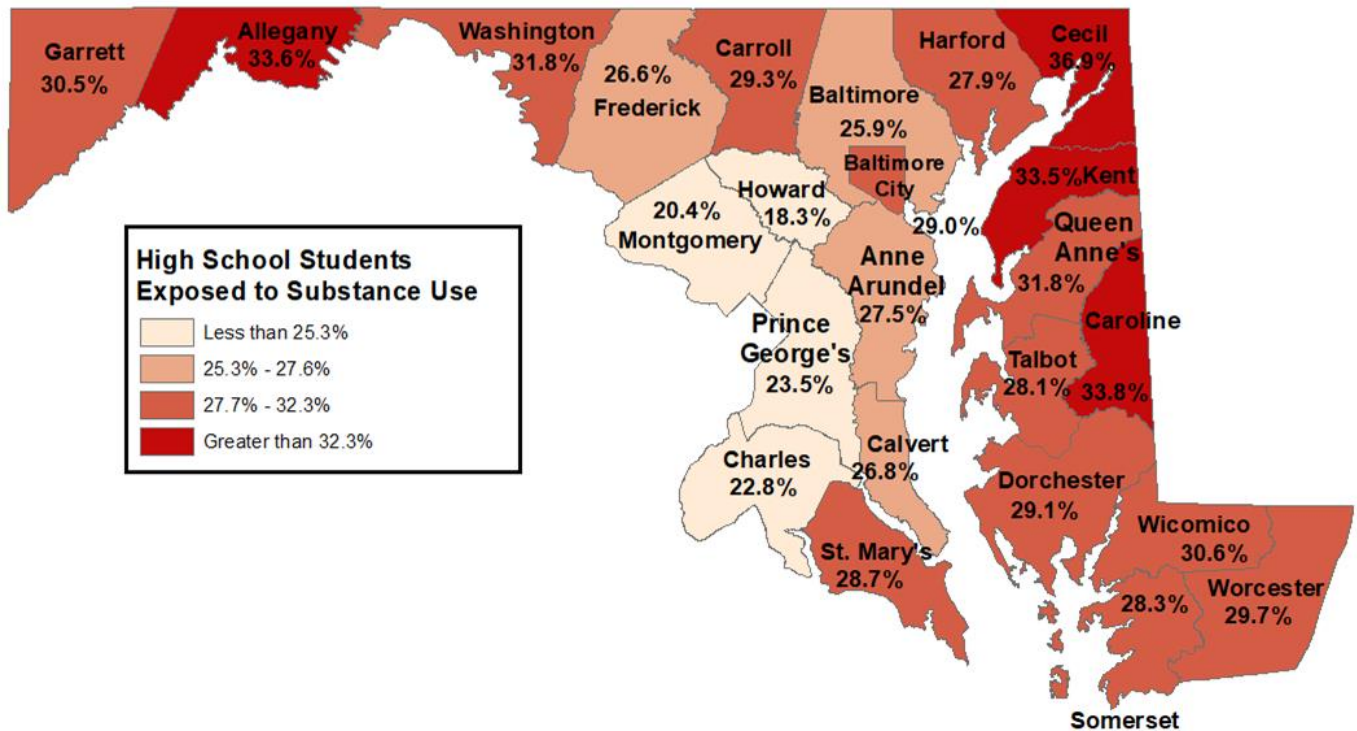 Garrett
30.5%
Allegany
33.6%
Washington
31.8%
26.6%
Frederick
Carroll
29.3%
Baltimore
25.9%
Harford
27.9%
Cecil
36.9%
Baltimore
City
29.0%
33.5%Kent
Howard
18.3%
20.4%
Montgomery
Queen
Anne's
31.8%
Anne
Arundel
27.5%
Caroline
33.8%
Prince
George's
23.5%
Talbot
28.1%
Calvert
26.8%
Charles
22.8%
Dorchester
29.1%
Wicomico
30.6%
St. Mary's
28.7%
28.3%
Worcester
29.7%
Somerset
High School Students
Exposed to Substance Use
Less than 25.3%
25.3% - 27.6%
27.7% - 32.3%
Greater than 32.3%